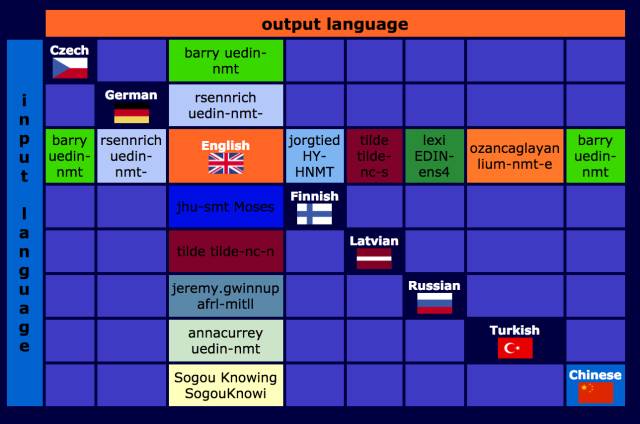 output language
input language
Czech
barry uedin-
nmt
German
rsennrich
uedin-nmt-
barry
uedin-
nmt
rsennrich
uedin-
nmt-
English
jorgtied
HY-
HNMT
tilde
tilde-
nc-s
lexi
EDIN-
ens4
ozancaglayan
lium-nmt-e
barry
uedin-
nmt
jhu-smt Moses
Finnish
tilde tilde-nc-n
Latvian
jeremy.gwinnup
afrl-mitll
Russian
annacurrey
uedin-nmt
Turkish
Sogou Knowing
SogouKnowi
Chinese